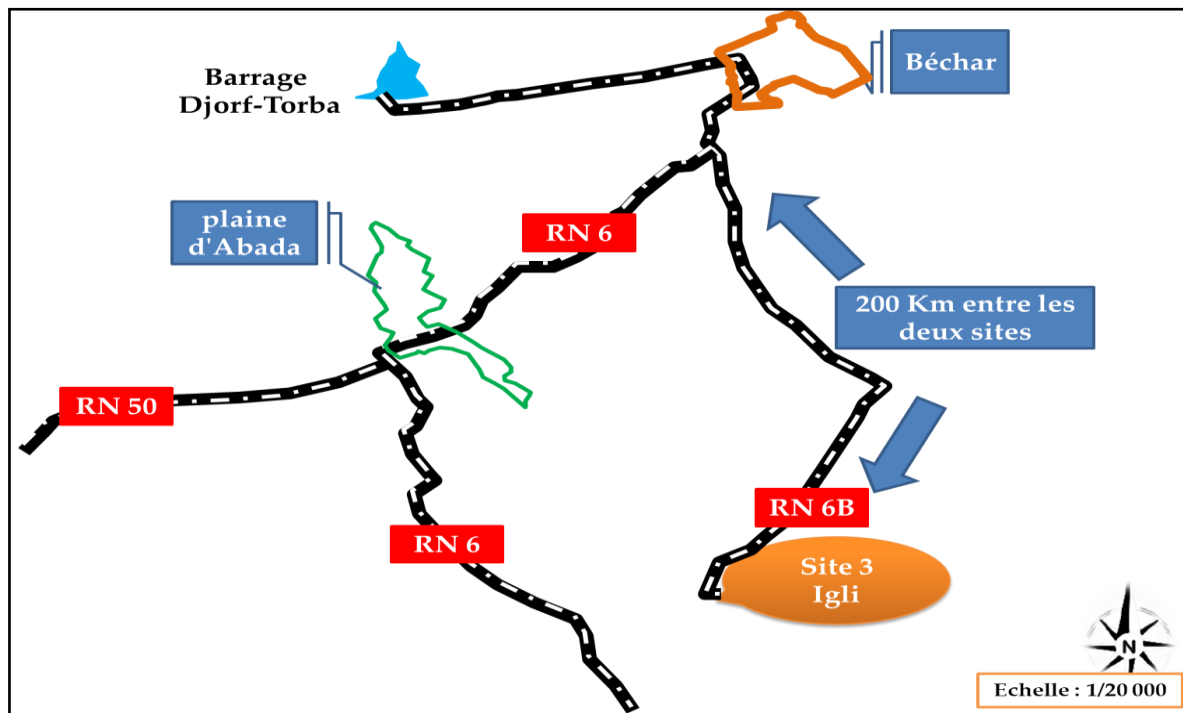 Barrage
Djorf-Torba
Béchar
plaine
d'Abada
RN 6
200 Km entre les
deux sites
RN 50
RN 6B
RN 6
Site 3
Igli
N
Echelle : 1/20 000